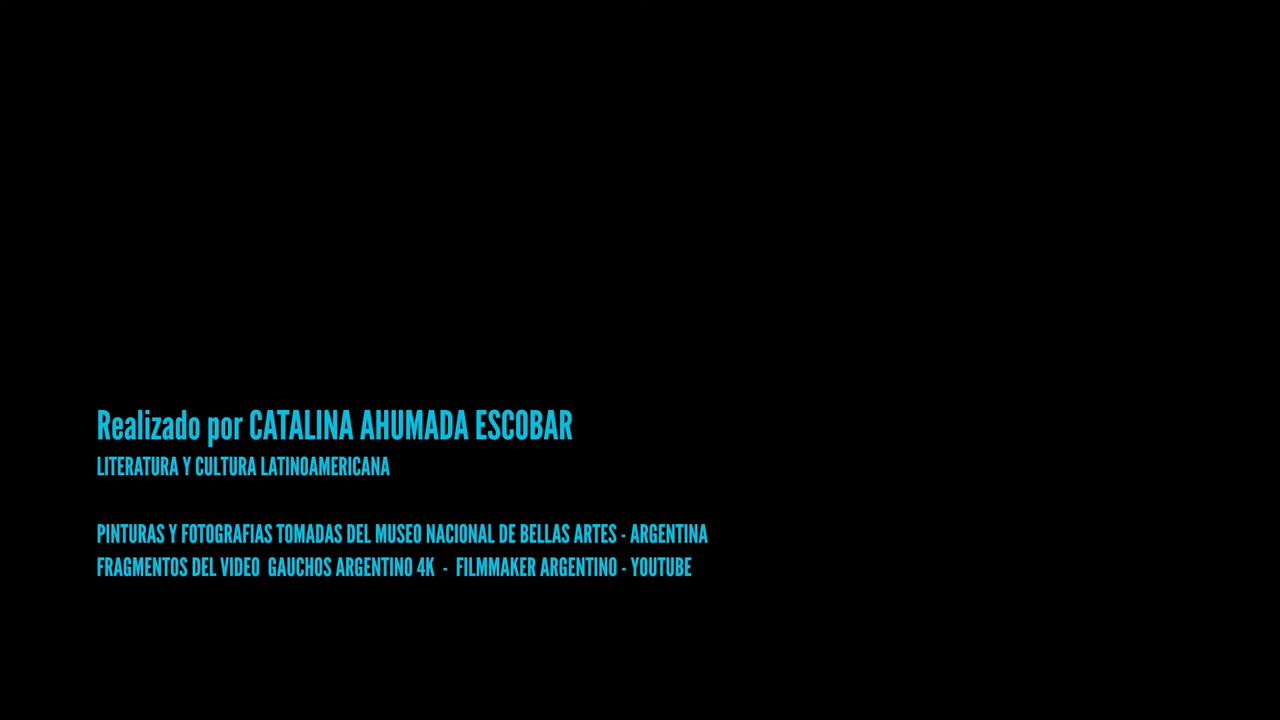 Realizado por CATALINA AHUMADA ESCOBAR
LITERATURA Y CULTURA LATINOAMERICANA
PINTURAS Y FOTOGRAFIAS TOMADAS DEL MUSEO NACIONAL DE BELLAS ARTES - ARGENTINA
FRAGMENTOS DEL VIDEO GAUCHOS ARGENTINO 4K - FILMMAKER ARGENTINO - YOUTUBE